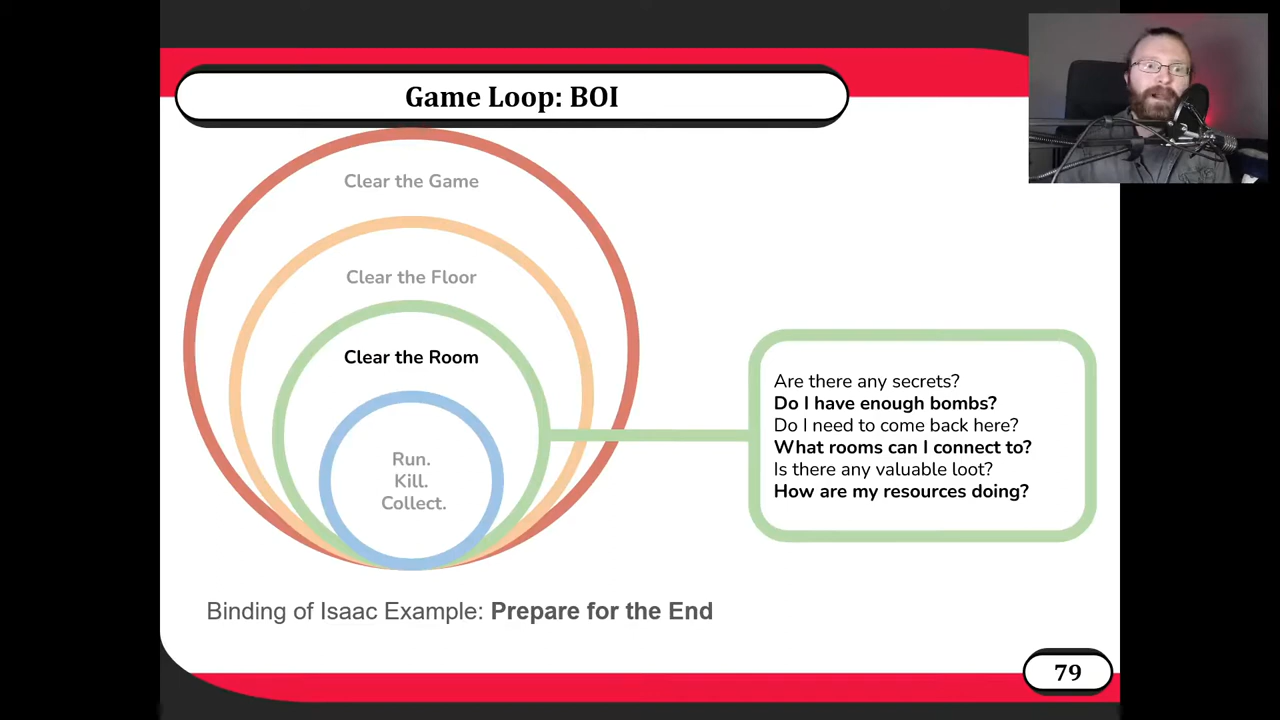 Game Loop: BOI
Clear the Game
Clear the Floor
Clear the Room
Run.
Kill.
Collect.
Are there any secrets?
Do I have enough bombs?
Do I need to come back here?
What rooms can I connect to?
Is there any valuable loot?
How are my resources doing?
Binding of Isaac Example: Prepare for the End
79